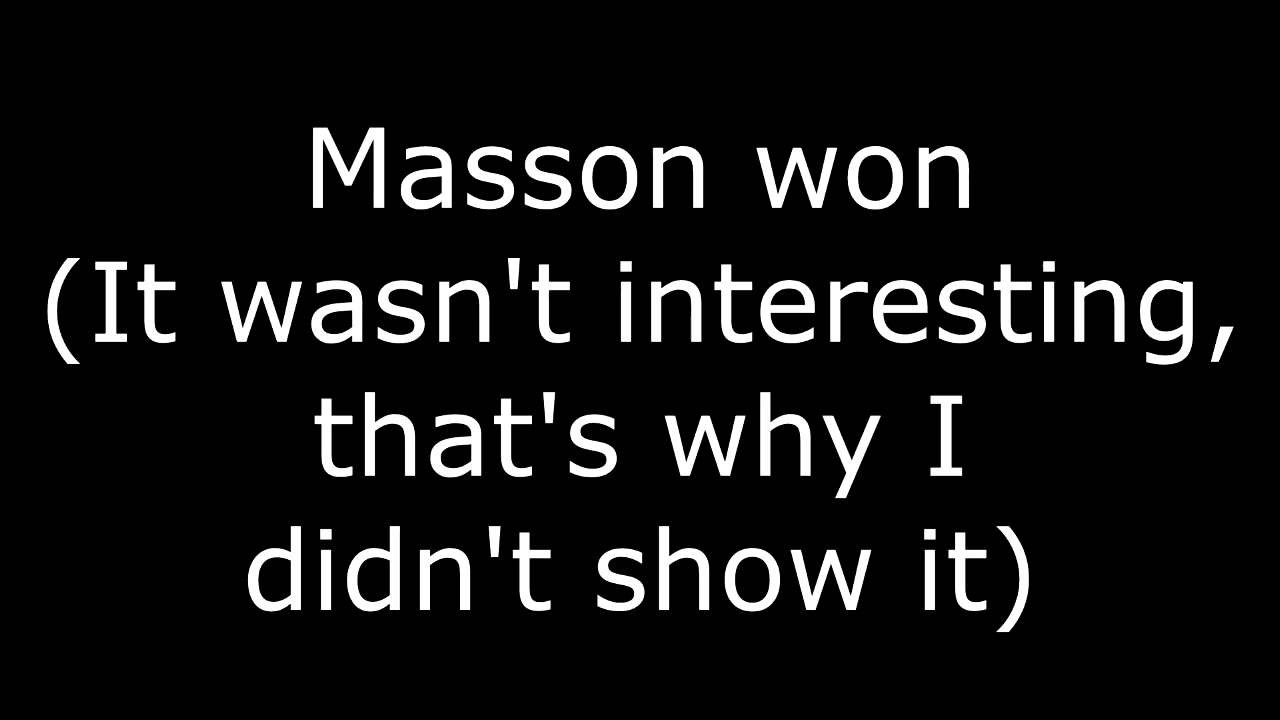 Masson won
(It wasn't interesting,
that's why I
didn't show it)